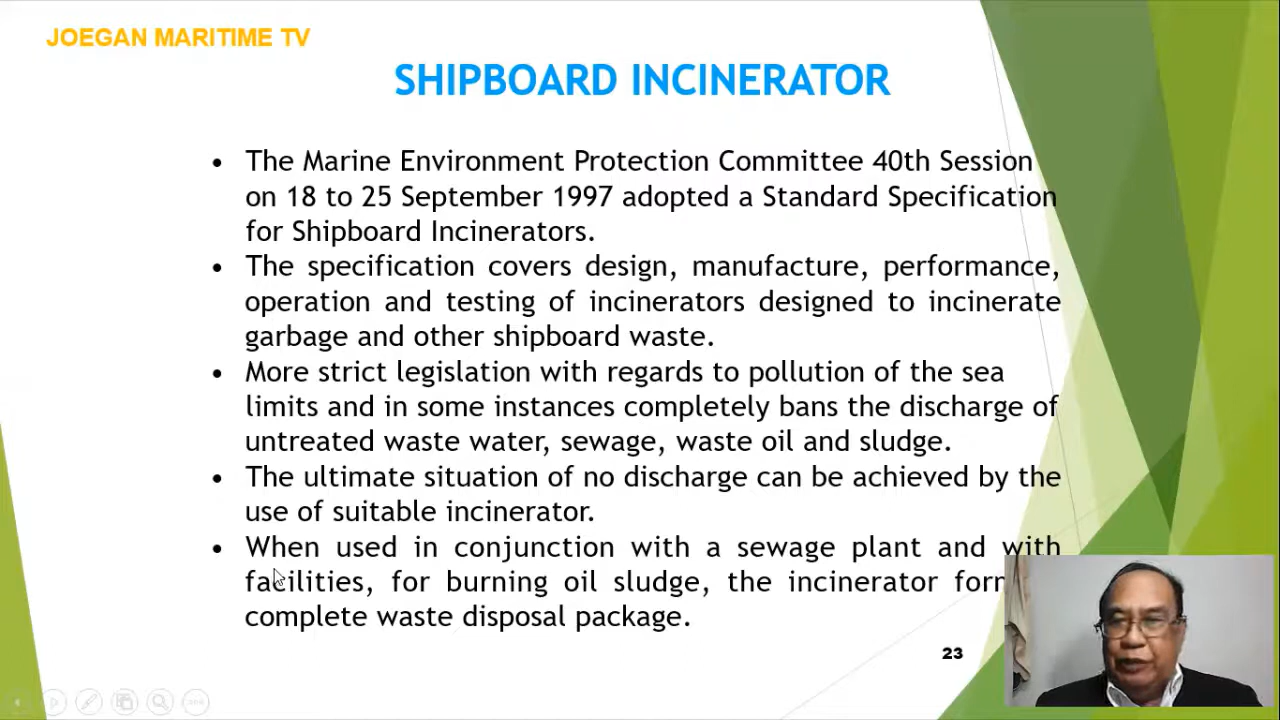 JOEGAN MARITIME TV
SHIPBOARD INCINERATOR
• The Marine Environment Protection Committee 40th Session
on 18 to 25 September 1997 adopted a Standard Specification
for Shipboard Incinerators.
• The specification covers design, manufacture, performance,
operation and testing of incinerators designed to incinerate
garbage and other shipboard waste.
• More strict legislation with regards to pollution of the sea
limits and in some instances completely bans the discharge of
untreated waste water, sewage, waste oil and sludge.
• The ultimate situation of no discharge can be achieved by the
use of suitable incinerator.
• When used in conjunction with a sewage plant and with
facilities, for burning oil sludge, the incinerator
complete waste disposal package.
23